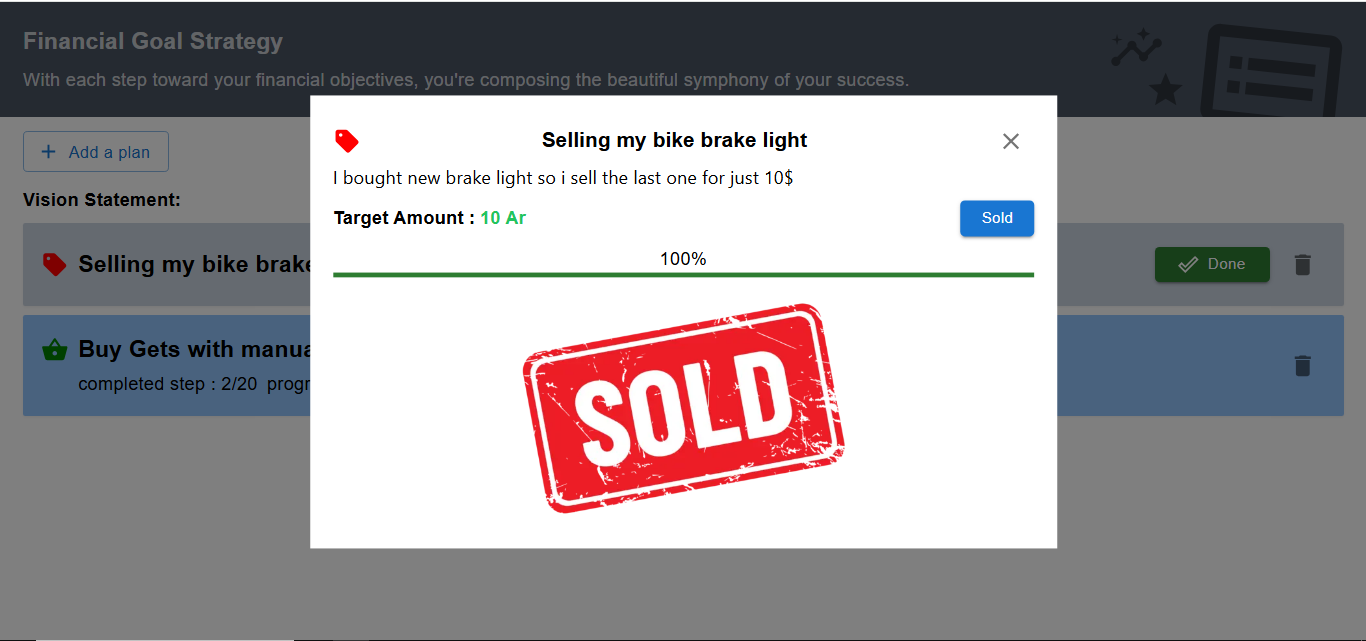 Financial Goal Strategy
With each step toward your financial objectives, you're composing the beautiful symphony of your success.
+ Add a plan
Vision Statement:
Selling my bike brake light
I bought new brake light so i sell the last one for just 10$
Target Amount : 10 Ar
Sold
100%
SOLD
Selling my bike brake
Done
Buy Gets with manua
completed step : 2/20 progr